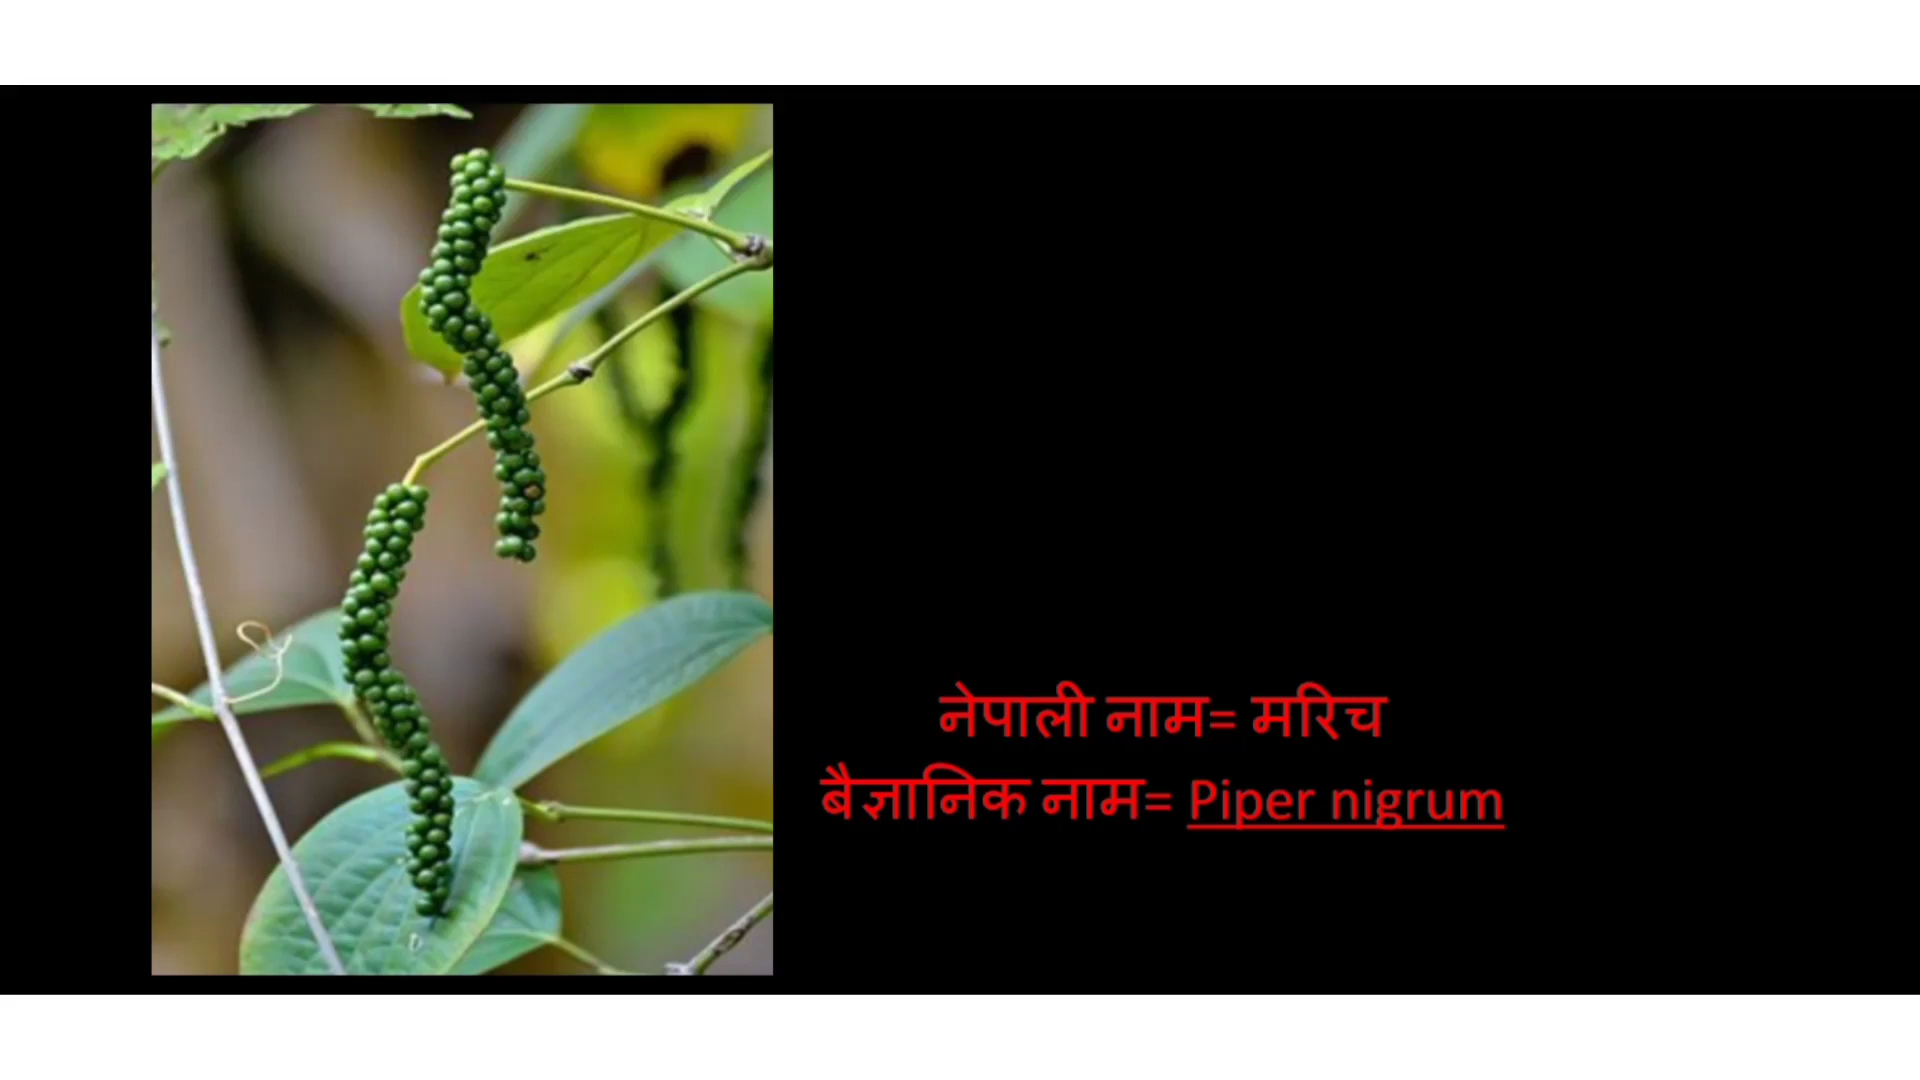 नेपाली नाम= मरिच
बैज्ञानिक नाम= Piper nigrum